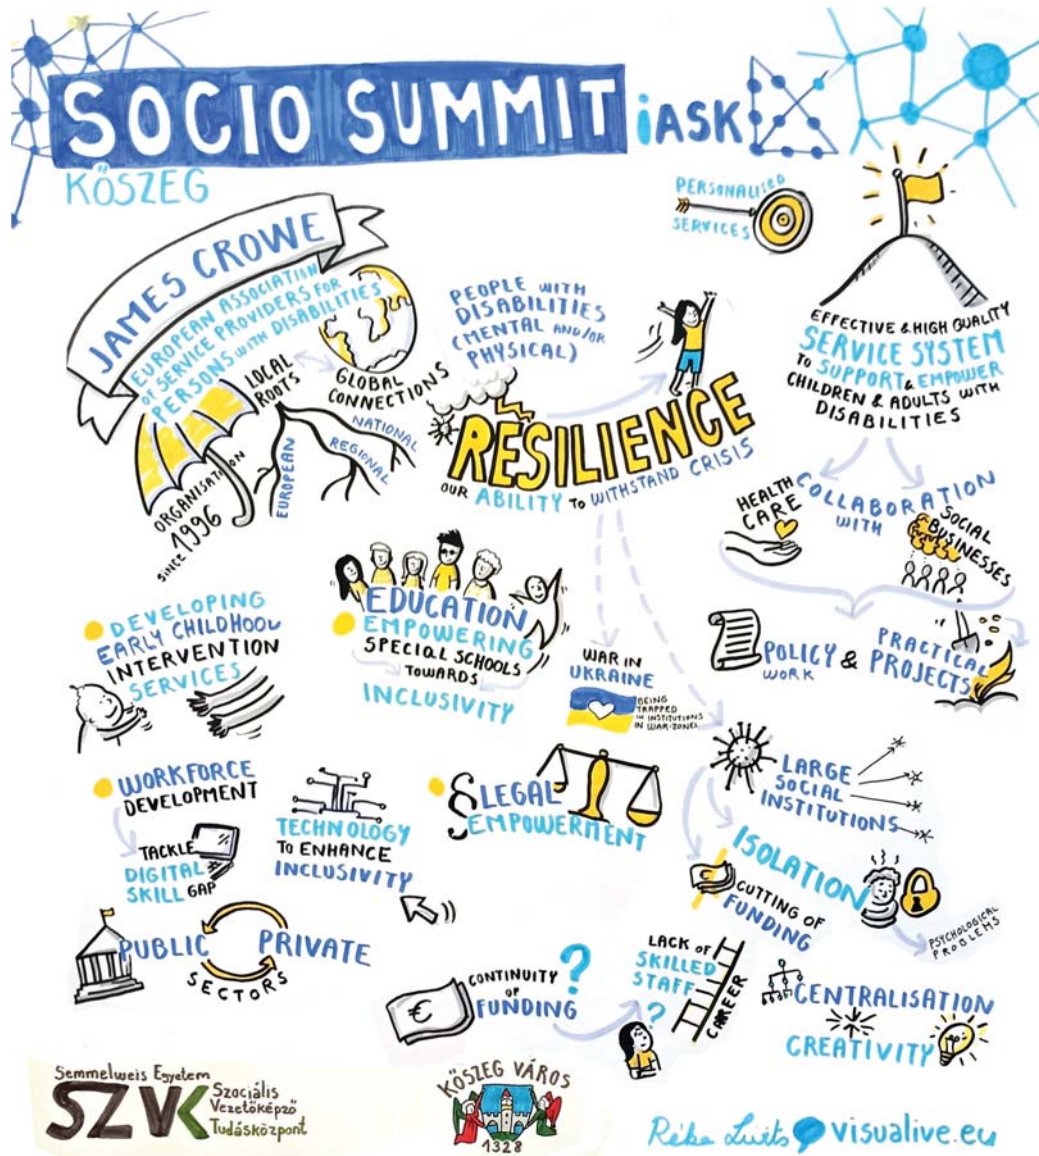 SOCIO SUMMIT
iASK
KŐSZEG
JAMES CROWE
EUROPEAN ASSOCIATION
OF SERVICE PROVIDERS FOR
PERSONS WITH DISABILITIES
ORGANISATION
SINCE 1996
LOCAL
ROOTS
GLOBAL
CONNECTIONS
EUROPEAN
REGIONAL
NATIONAL
PEOPLE WITH
DISABILITIES
(MENTAL AND/OR
PHYSICAL)
RESILIENCE
OUR ABILITY TO WITHSTAND CRISIS
PERSONALISED
SERVICES
EFFECTIVE & HIGH QUALITY
SERVICE SYSTEM
TO SUPPORT & EMPOWER
CHILDREN & ADULTS WITH
DISABILITIES
HEALTH
CARE
COLLABORATION
WITH
SOCIAL
BUSINESSES
POLICY &
WORK
PRACTICAL
PROJECTS
DEVELOPING
EARLY CHILDHOOD
INTERVENTION
SERVICES
EDUCATION
EMPOWERING
SPECIAL SCHOOLS
TOWARDS
INCLUSIVITY
WAR IN
UKRAINE
BEING
TRAPPED
IN INSTITUTIONS
IN WAR-ZONES
WORKFORCE
DEVELOPMENT
TACKLE
DIGITAL
SKILL GAP
TECHNOLOGY
TO ENHANCE
INCLUSIVITY
§ LEGAL
EMPOWERMENT
LARGE
SOCIAL
INSTITUTIONS
ISOLATION
PSYCHOLOGICAL
PROBLEMS
CUTTING OF
FUNDING
PUBLIC PRIVATE
SECTORS
€
CONTINUITY
OF
FUNDING
?
LACK OF
SKILLED
STAFF
?
CAREER
CENTRALISATION
CREATIVITY
Semmelweis Egyetem
SZVK
Szociális
Vezetőképző
Tudásközpont
KŐSZEG VÁROS
1328
visualive.eu